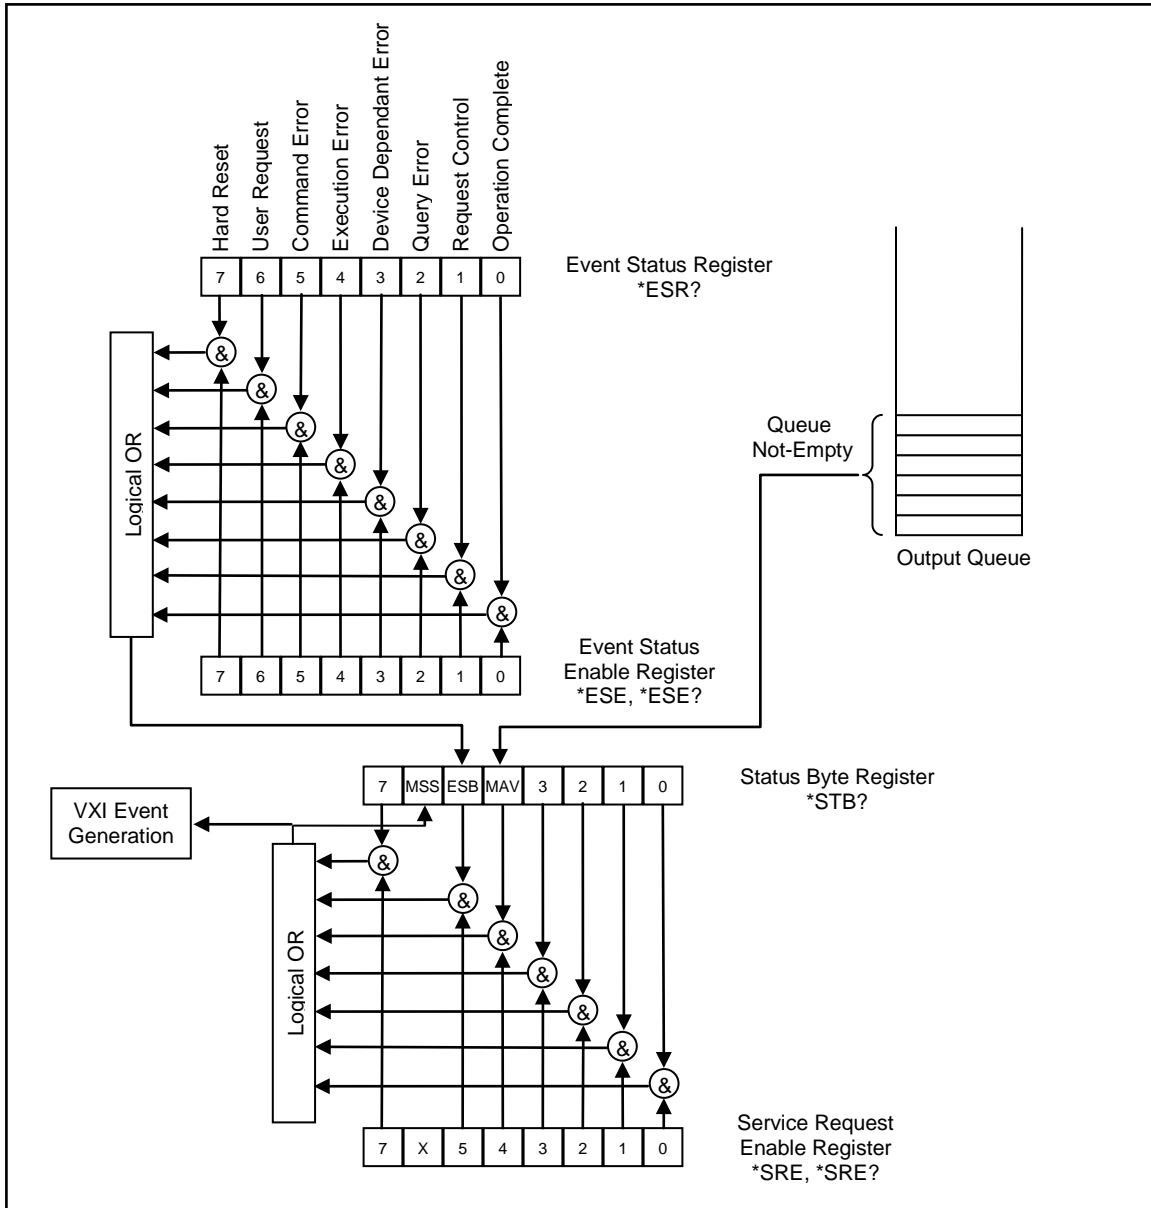 Hard Reset
User Request
Command Error
Execution Error
Device Dependant Error
Query Error
Request Control
Operation Complete
7 6 5 4 3 2 1 0
Event Status Register
*ESR?
&
&
&
&
&
&
&
&
Logical OR
Queue
Not-Empty
Output Queue
Event Status
Enable Register
*ESE, *ESE?
7 6 5 4 3 2 1 0
7 MSS ESB MAV 3 2 1 0
Status Byte Register
*STB?
VXI Event
Generation
&
&
&
&
&
&
&
Logical OR
Service Request
Enable Register
*SRE, *SRE?
7 X 5 4 3 2 1 0